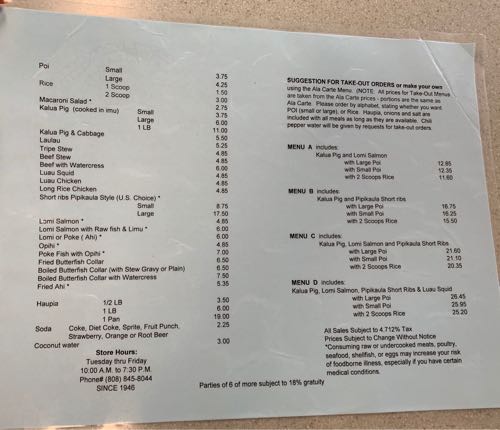 Poi Small 3.75
Large 4.25
Rice 1 Scoop 1.50
2 Scoop 3.00
Macaroni Salad * 2.75
Kalua Pig (cooked in imu) Small 3.75
Large 6.00
1 LB 11.00
Kalua Pig & Cabbage 5.50
Laulau 5.25
Tripe Stew 4.85
Beef Stew 4.85
Beef with Watercress 6.00
Luau Squid 4.85
Luau Chicken 4.85
Long Rice Chicken 4.85
Short ribs Pipikaula Style (U.S. Choice) *
Small 8.75
Large 17.50
Lomi Salmon * 4.85
Lomi Salmon with Raw fish & Limu * 6.00
Lomi or Poke ( Ahi) * 6.00
Opihi * 4.85
Poke Fish with Opihi * 7.00
Fried Butterfish Collar 6.50
Boiled Butterfish Collar (with Stew Gravy or Plain) 6.50
Boiled Butterfish Collar with Watercress 7.50
Fried Ahi * 5.35
Haupia 1/2 LB 3.50
1 LB 6.00
1 Pan 19.00
Soda Coke, Diet Coke, Sprite, Fruit Punch, 2.25
Strawberry, Orange or Root Beer
Coconut water 3.00
Store Hours:
Tuesday thru Friday
10:00 A.M. to 7:30 P.M.
Phone# (808) 845-8044
SINCE 1946
SUGGESTION FOR TAKE-OUT ORDERS or make your own
using the Ala Carte Menu. (NOTE: All prices for Take-Out Menus
are taken from the Ala Carte prices - portions are same as
Ala Carte. Please order by alphabet, stating whether you want
POI (small or large), or Rice. Haupia, onions and salt are
included with all meals as long as they are available. Chili
pepper water will be given by requests for take-out orders.
MENU A includes:
Kalua Pig and Lomi Salmon
with Large Poi 12.85
with Small Poi 12.35
with 2 Scoops Rice 11.60
MENU B includes:
Kalua Pig and Pipikaula Short ribs
with Large Poi 16.75
with Small Poi 16.25
with 2 Scoops Rice 15.50
MENU C includes:
Kalua Pig, Lomi Salmon and Pipikaula Short Ribs
with Large Poi 21.60
with Small Poi 21.10
with 2 Scoops Rice 20.35
MENU D includes:
Kalua Pig, Lomi Salmon, Pipikaula Short Ribs & Luau Squid
with Large Poi 26.45
with Small Poi 25.95
with 2 Scoops Rice 25.20
All Sales Subject to 4.712% Tax
Prices Subject to Change Without Notice
*Consuming raw or undercooked meats, poultry,
seafood, shellfish, or eggs may increase your risk
of foodborne illness, especially if you have certain
medical conditions.
Parties of 6 of more subject to 18% gratuity